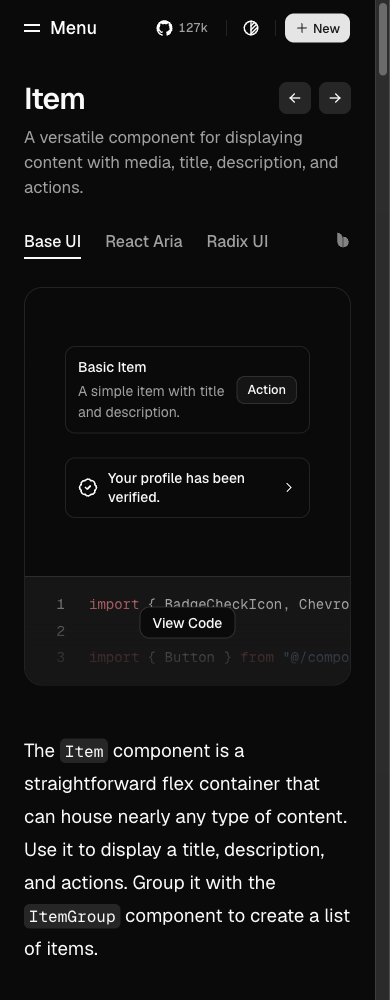 Menu
127k
New
Item
A versatile component for displaying
content with media, title, description, and
actions.
Base UI React Aria Radix UI
Basic Item
A simple item with title
and description.
Action
Your profile has been
verified.
1 import { BadgeCheckIcon, Chevro
2
View Code
3 import { Button } from "@/compo
The Item component is a
straightforward flex container that
can house nearly any type of content.
Use it to display a title, description,
and actions. Group it with the
ItemGroup component to create a list
of items.